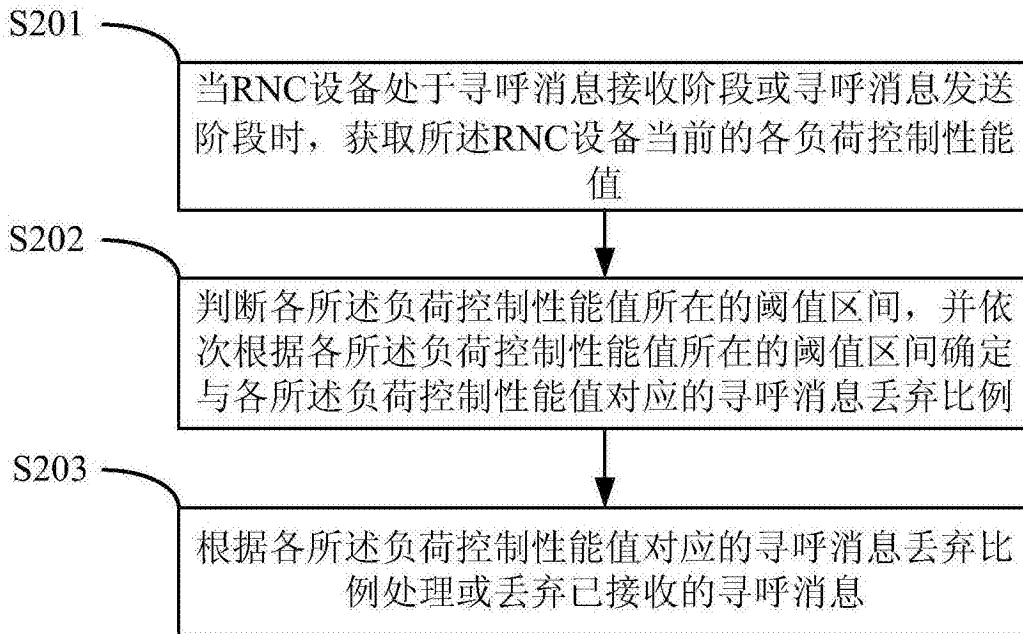 S201
当RNC设备处于寻呼消息接收阶段或寻呼消息发送
阶段时，获取所述RNC设备当前的各负荷控制性能
值
S202
判断各所述负荷控制性能值所在的阈值区间，并依
次根据各所述负荷控制性能值所在的阈值区间确定
与各所述负荷控制性能值对应的寻呼消息丢弃比例
S203
根据各所述负荷控制性能值对应的寻呼消息丢弃比
例处理或丢弃已接收的寻呼消息